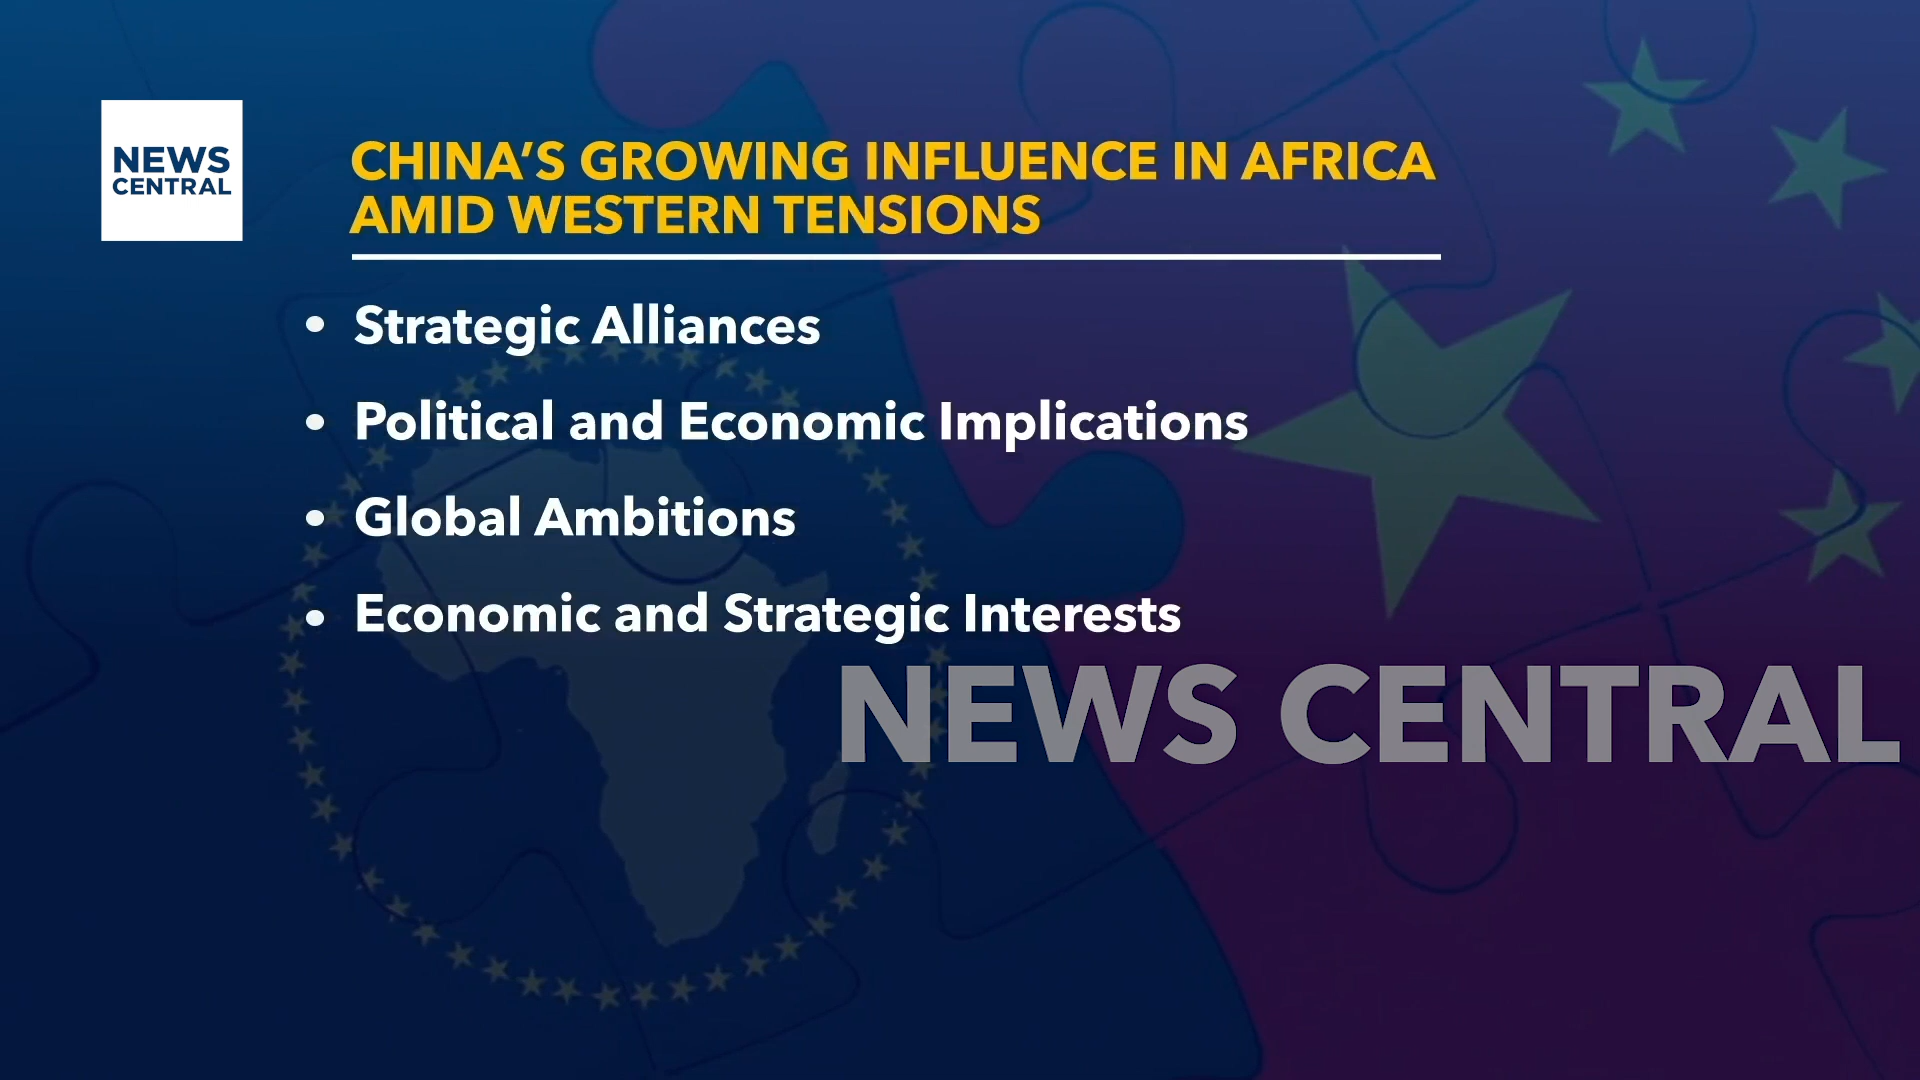 NEWS
CENTRAL
CHINA’S GROWING INFLUENCE IN AFRICA
AMID WESTERN TENSIONS
• Strategic Alliances
• Political and Economic Implications
• Global Ambitions
• Economic and Strategic Interests
NEWS CENTRAL